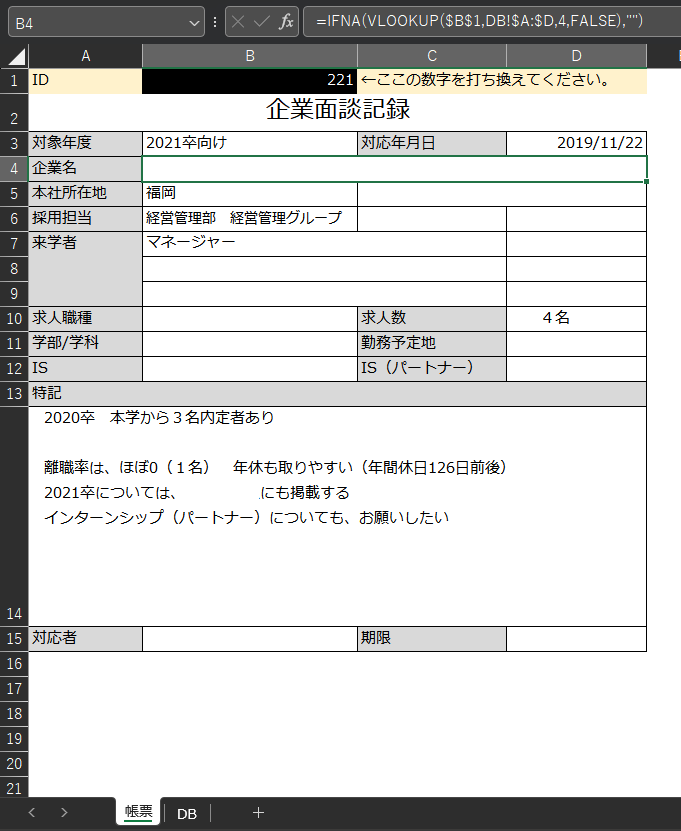 B4 =IFNA(VLOOKUP($B$1,DB!$A:$D,4,FALSE),"")
A B C D
1 ID 221 ←ここの数字を打ち換えてください。
2 企業面談記録
3 対象年度 2021卒向け 対応年月日 2019/11/22
4 企業名
5 本社所在地 福岡
6 採用担当 経営管理部　経営管理グループ
7 来学者 マネージャー
8
9
10 求人職種 求人数 ４名
11 学部/学科 勤務予定地
12 IS IS（パートナー）
13 特記
2020卒　本学から３名内定者あり
離職率は、ほぼ0（１名）　年休も取りやすい（年間休日126日前後）
2021卒については、　　　　　　にも掲載する
インターンシップ（パートナー）についても、お願いしたい
14
15 対応者 期限
16
17
18
19
20
21
帳票 DB